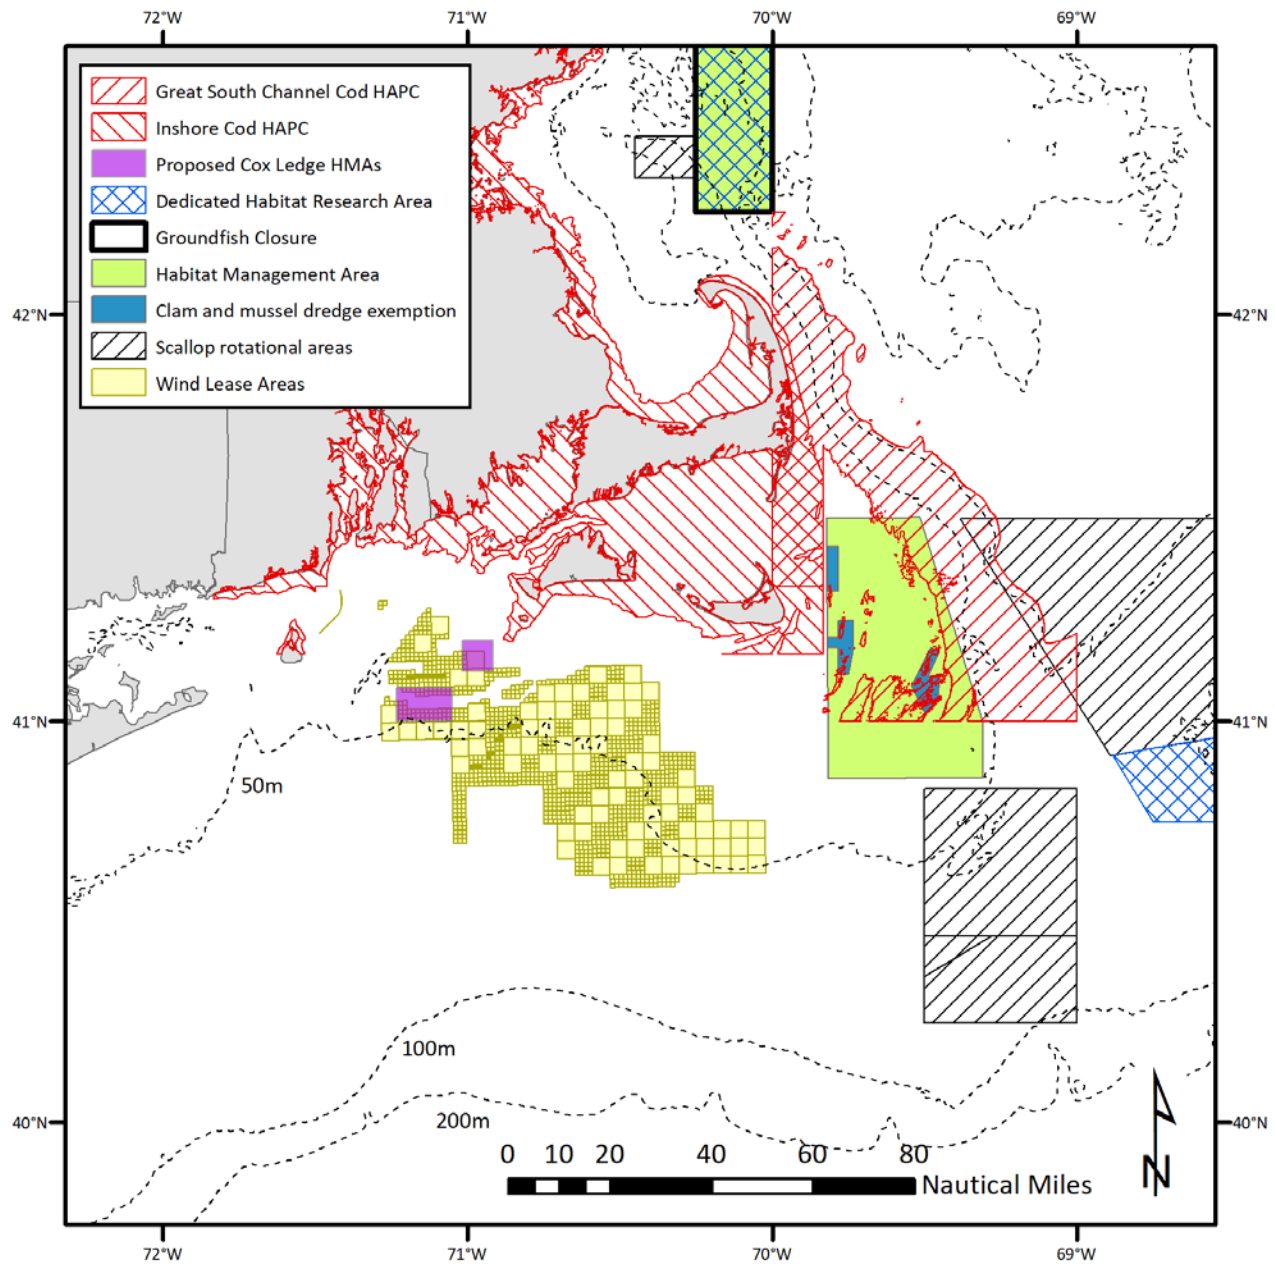 72°W 71°W 70°W 69°W
Great South Channel Cod HAPC
Inshore Cod HAPC
Proposed Cox Ledge HMAs
Dedicated Habitat Research Area
Groundfish Closure
Habitat Management Area
Clam and mussel dredge exemption
Scallop rotational areas
Wind Lease Areas
42°N 42°N
41°N 41°N
50m
100m
200m
40°N 40°N
0 10 20 40 60 80
Nautical Miles
N
72°W 71°W 70°W 69°W